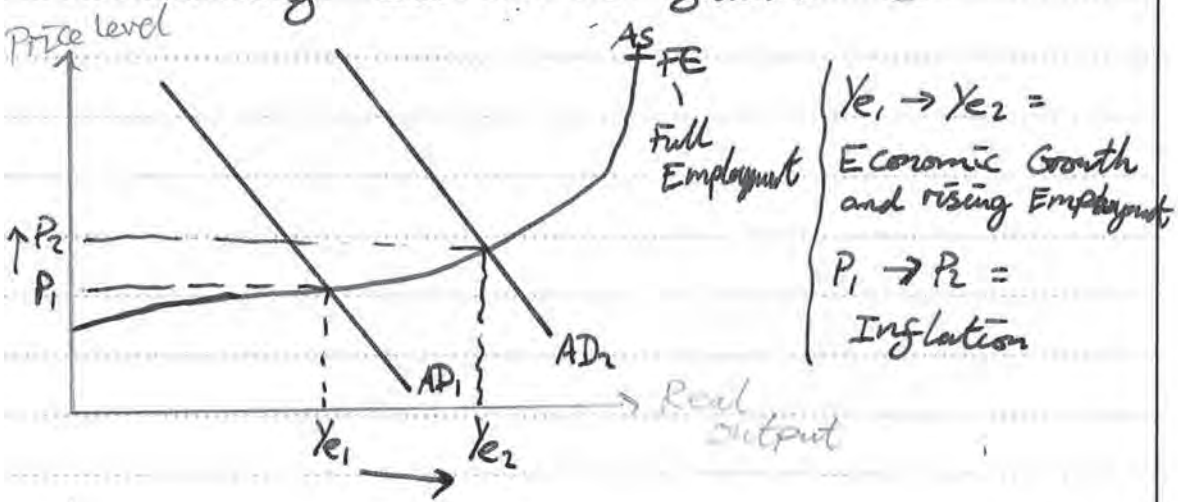 Price level
AS
FE
Full
Employment
Ye₁ → Ye₂ =
Economic Growth
and rising Employment
P₁ → P₂ =
Inflation
↑ P₂
P₁
AD₁
AD₂
Real
output
Ye₁ → Ye₂